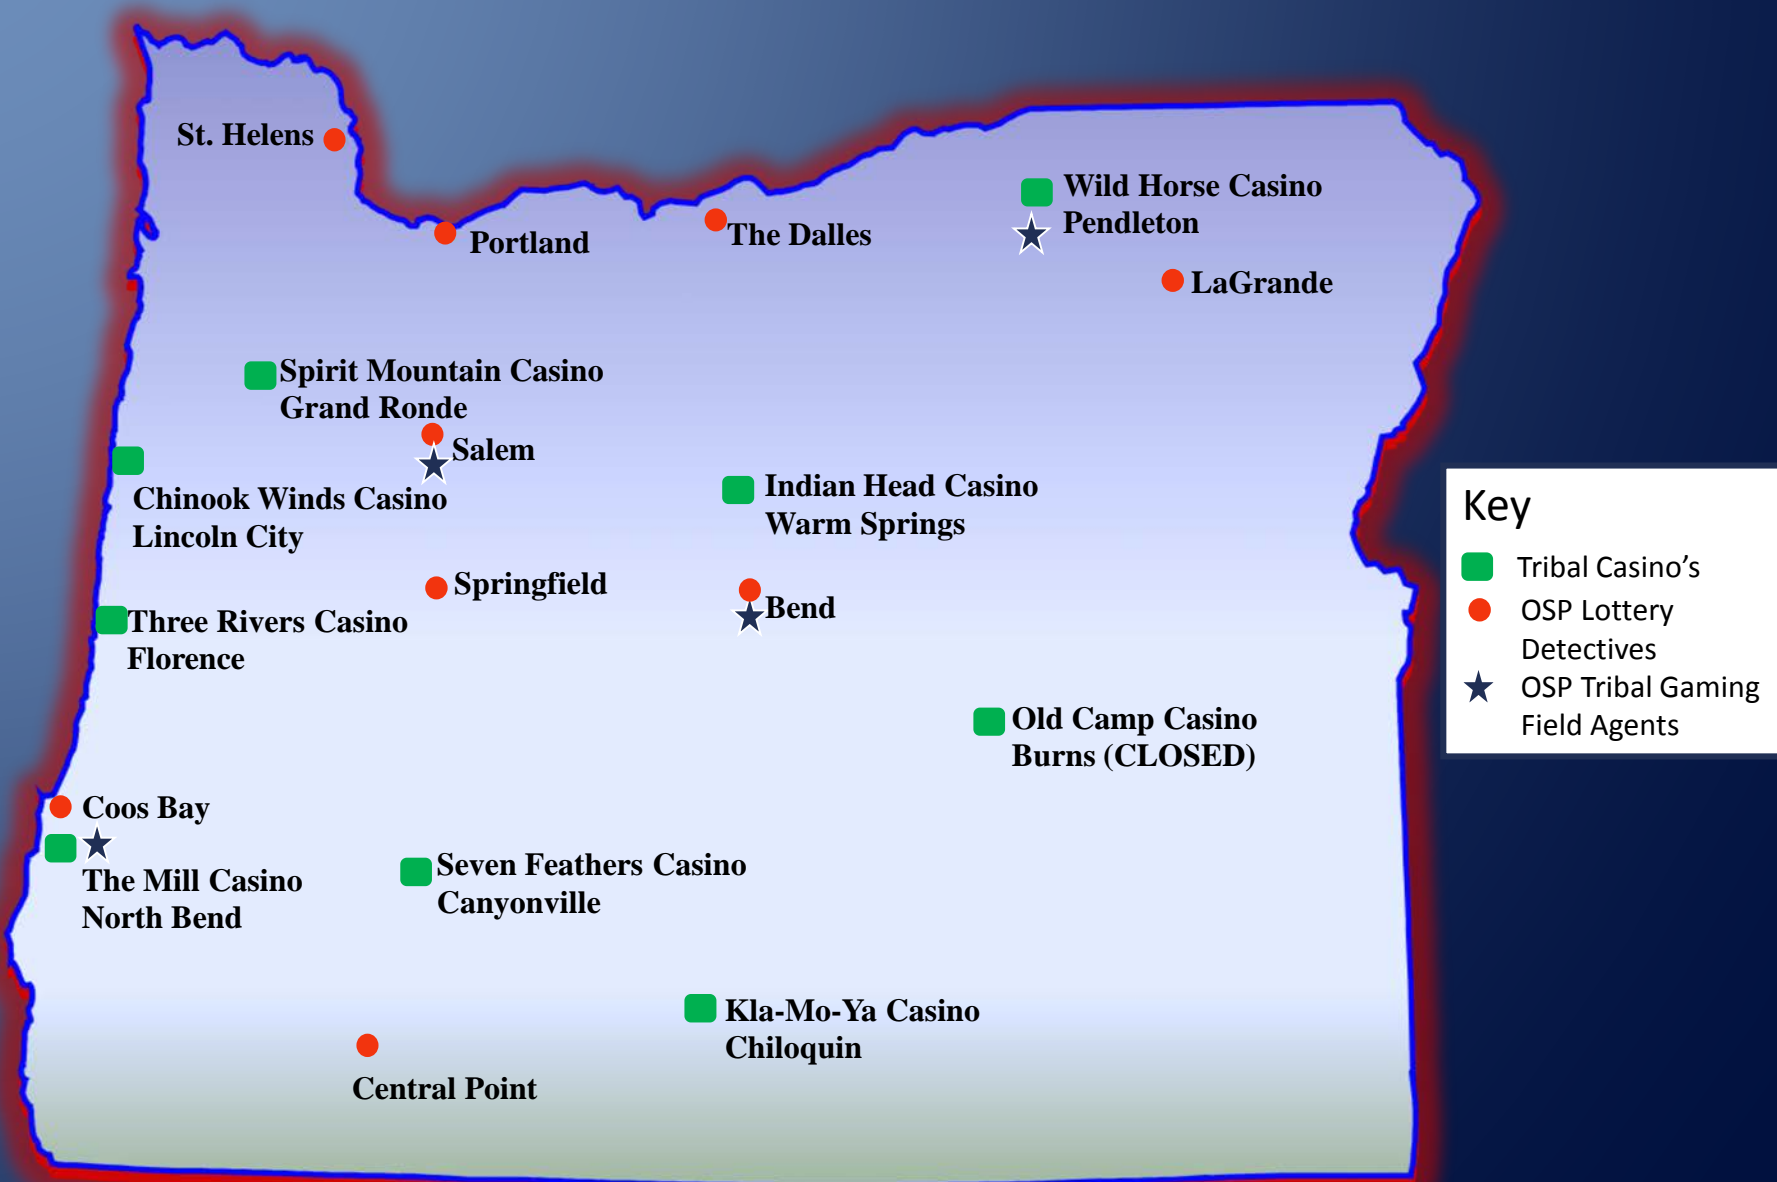 St. Helens
Wild Horse Casino
Pendleton
Portland
The Dalles
LaGrande
Spirit Mountain Casino
Grand Ronde
Salem
Chinook Winds Casino
Lincoln City
Indian Head Casino
Warm Springs
Springfield
Bend
Three Rivers Casino
Florence
Old Camp Casino
Burns (CLOSED)
Coos Bay
The Mill Casino
North Bend
Seven Feathers Casino
Canyonville
Kla-Mo-Ya Casino
Chiloquin
Central Point
Key
Tribal Casino’s
OSP Lottery
Detectives
OSP Tribal Gaming
Field Agents